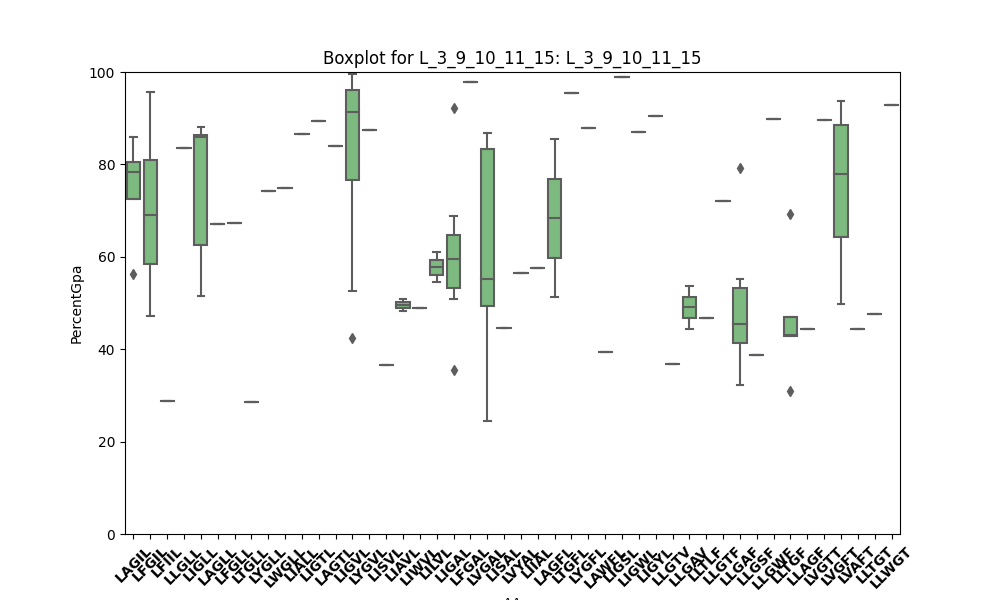 Boxplot for L_3_9_10_11_15: L_3_9_10_11_15
100
80
60
40
20
0
PercentGpa
LAGIL
LFGIL
LFIIL
LLGLL
LIGLL
LAGLL
LFGLL
LTGLL
LYGLL
LWGLL
LIALL
LIGTL
LAGTL
LIGVL
LYGVL
LISVL
LIAVL
LIWVL
LILVL
LIGAL
LFGAL
LVGAL
LISAL
LVYAL
LIIAL
LAGFL
LTGFL
LYGFL
LAWFL
LIGSL
LIGWL
LIGYL
LLGTV
LLGAV
LLTLF
LLGTF
LLGAF
LLGSF
LLGWF
LLTGF
LLAGF
LVGTT
LVGFT
LVAFT
LLTGT
LLWGT